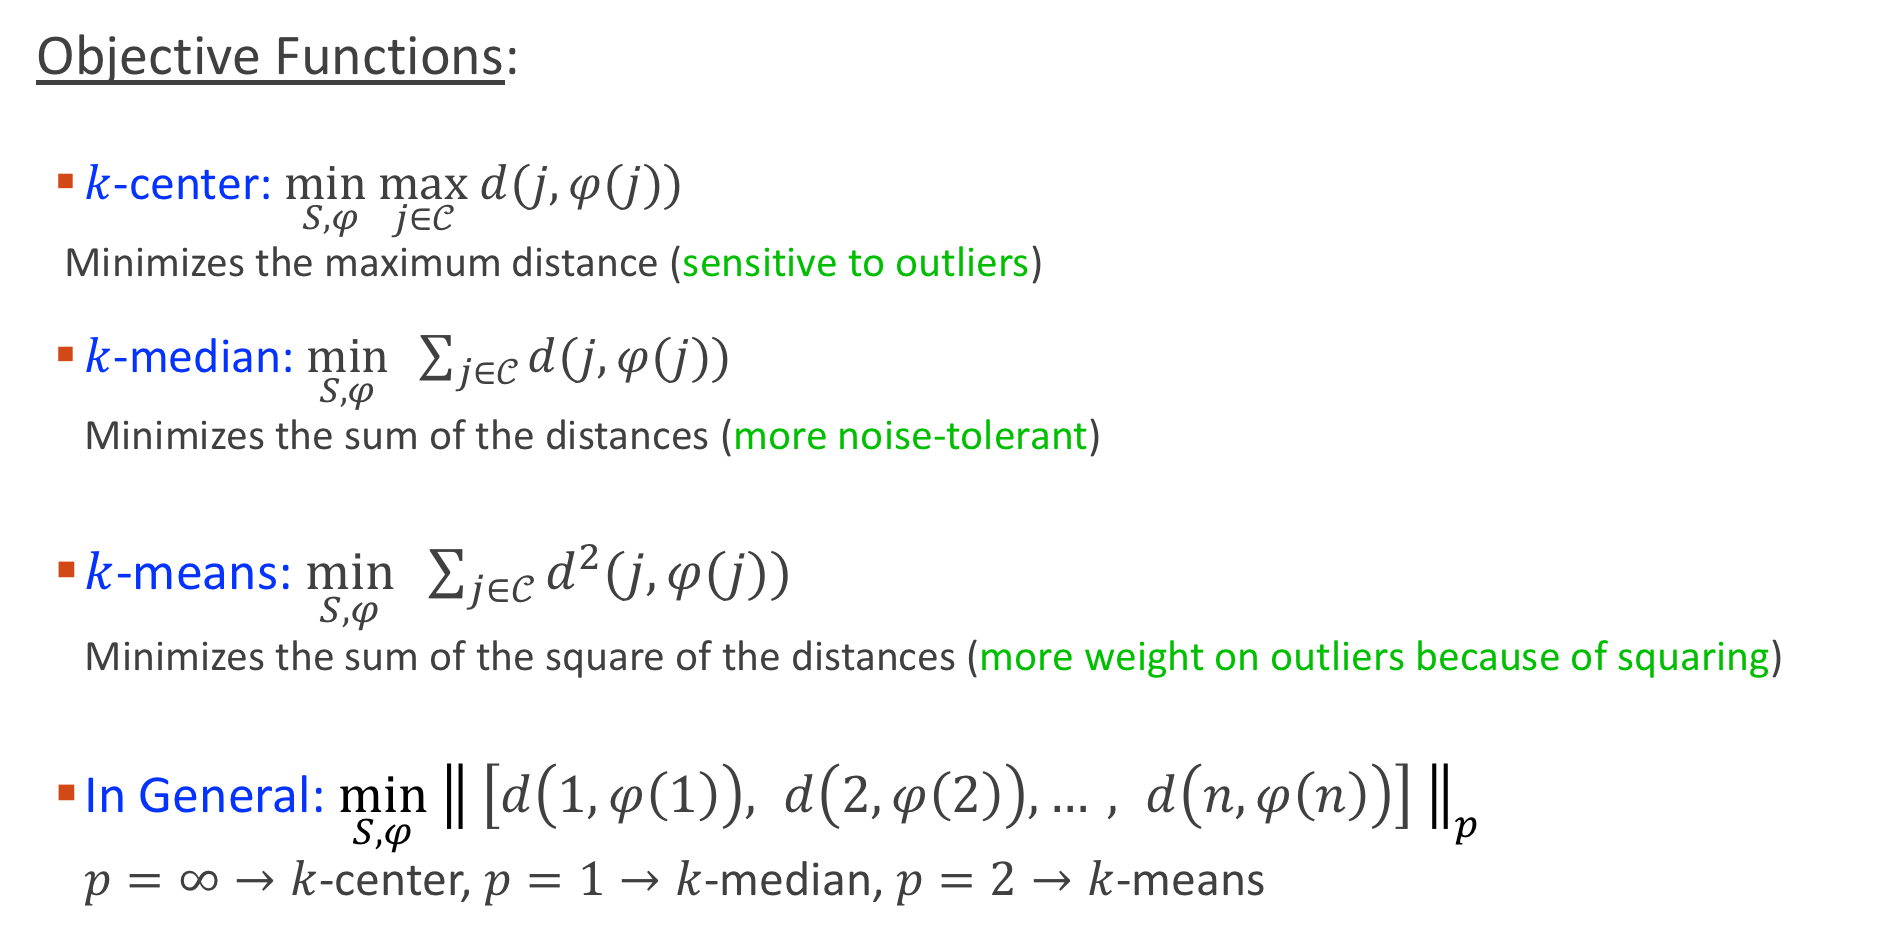 Objective Functions:
▪ k-center: min_{S,φ} max_{j∈𝒞} d(j, φ(j))
Minimizes the maximum distance (sensitive to outliers)
▪ k-median: min_{S,φ} ∑_{j∈𝒞} d(j, φ(j))
Minimizes the sum of the distances (more noise-tolerant)
▪ k-means: min_{S,φ} ∑_{j∈𝒞} d²(j, φ(j))
Minimizes the sum of the square of the distances (more weight on outliers because of squaring)
▪ In General: min_{S,φ} ‖ [d(1, φ(1)), d(2, φ(2)), … , d(n, φ(n))] ‖_p
p = ∞ → k-center, p = 1 → k-median, p = 2 → k-means